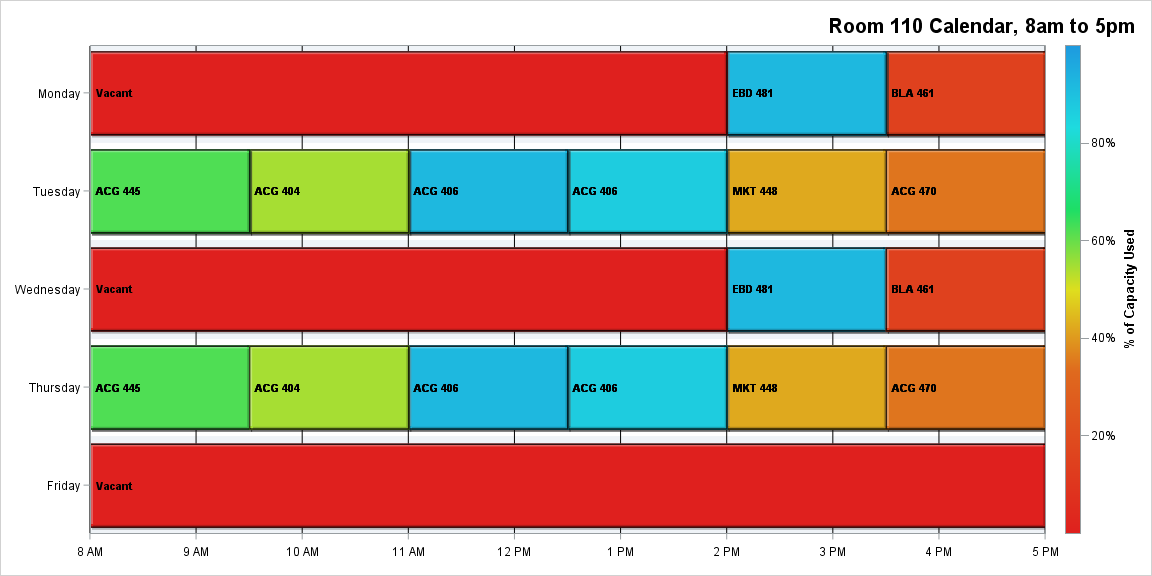 Room 110 Calendar, 8am to 5pm
Monday
Vacant
EBD 481
BLA 461
Tuesday
ACG 445
ACG 404
ACG 406
ACG 406
MKT 448
ACG 470
Wednesday
Vacant
EBD 481
BLA 461
Thursday
ACG 445
ACG 404
ACG 406
ACG 406
MKT 448
ACG 470
Friday
Vacant
8 AM
9 AM
10 AM
11 AM
12 PM
1 PM
2 PM
3 PM
4 PM
5 PM
80%
60%
40%
20%
% of Capacity Used